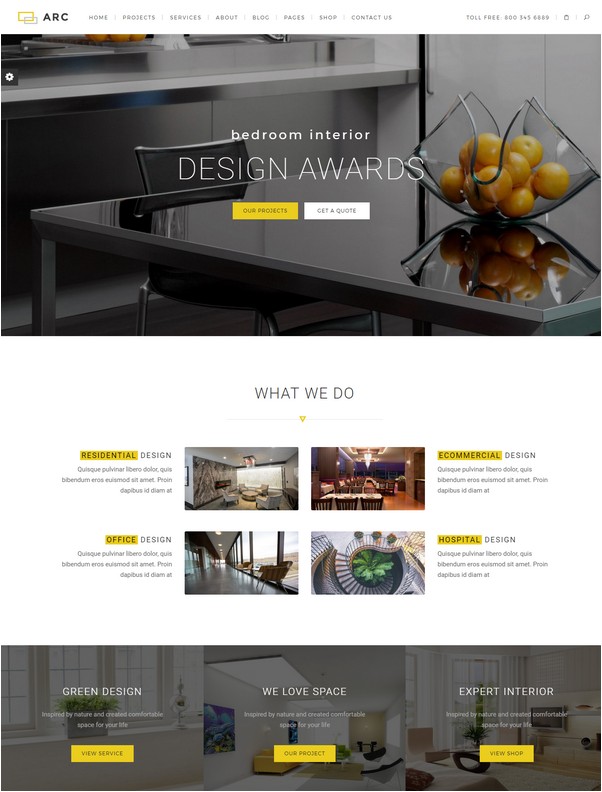 ARC
HOME PROJECTS SERVICES ABOUT BLOG PAGES SHOP CONTACT US
TOLL FREE: 800 345 6889
bedroom interior
DESIGN AWARDS
OUR PROJECTS GET A QUOTE
WHAT WE DO
RESIDENTIAL DESIGN
Quisque pulvinar libero dolor, quis
bibendum eros euismod sit amet. Proin
dapibus id diam at
ECOMMERCIAL DESIGN
Quisque pulvinar libero dolor, quis
bibendum eros euismod sit amet. Proin
dapibus id diam at
OFFICE DESIGN
Quisque pulvinar libero dolor, quis
bibendum eros euismod sit amet. Proin
dapibus id diam at
HOSPITAL DESIGN
Quisque pulvinar libero dolor, quis
bibendum eros euismod sit amet. Proin
dapibus id diam at
GREEN DESIGN
Inspired by nature and created comfortable
space for your life
VIEW SERVICE
WE LOVE SPACE
Inspired by nature and created comfortable
space for your life
OUR PROJECT
EXPERT INTERIOR
Inspired by nature and created comfortable
space for your life
VIEW SHOP